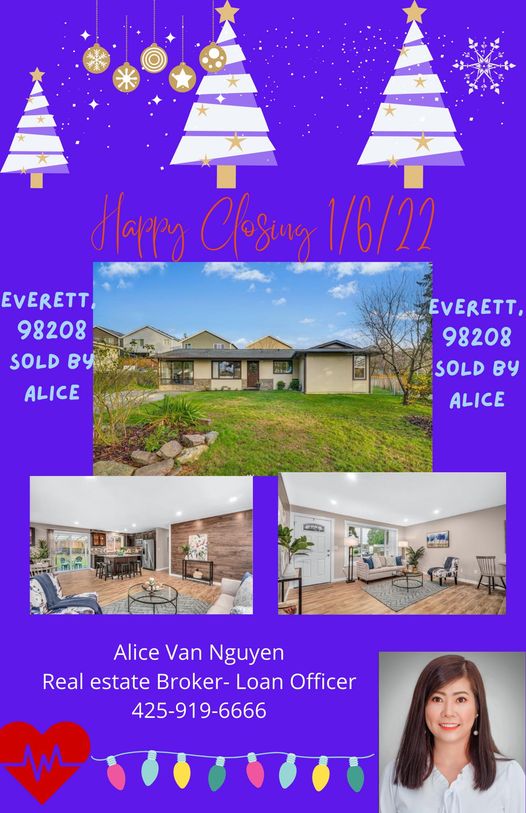 Happy Closing 1/6/22
EVERETT,
98208
SOLD BY
ALICE
EVERETT,
98208
SOLD BY
ALICE
Alice Van Nguyen
Real estate Broker- Loan Officer
425-919-6666